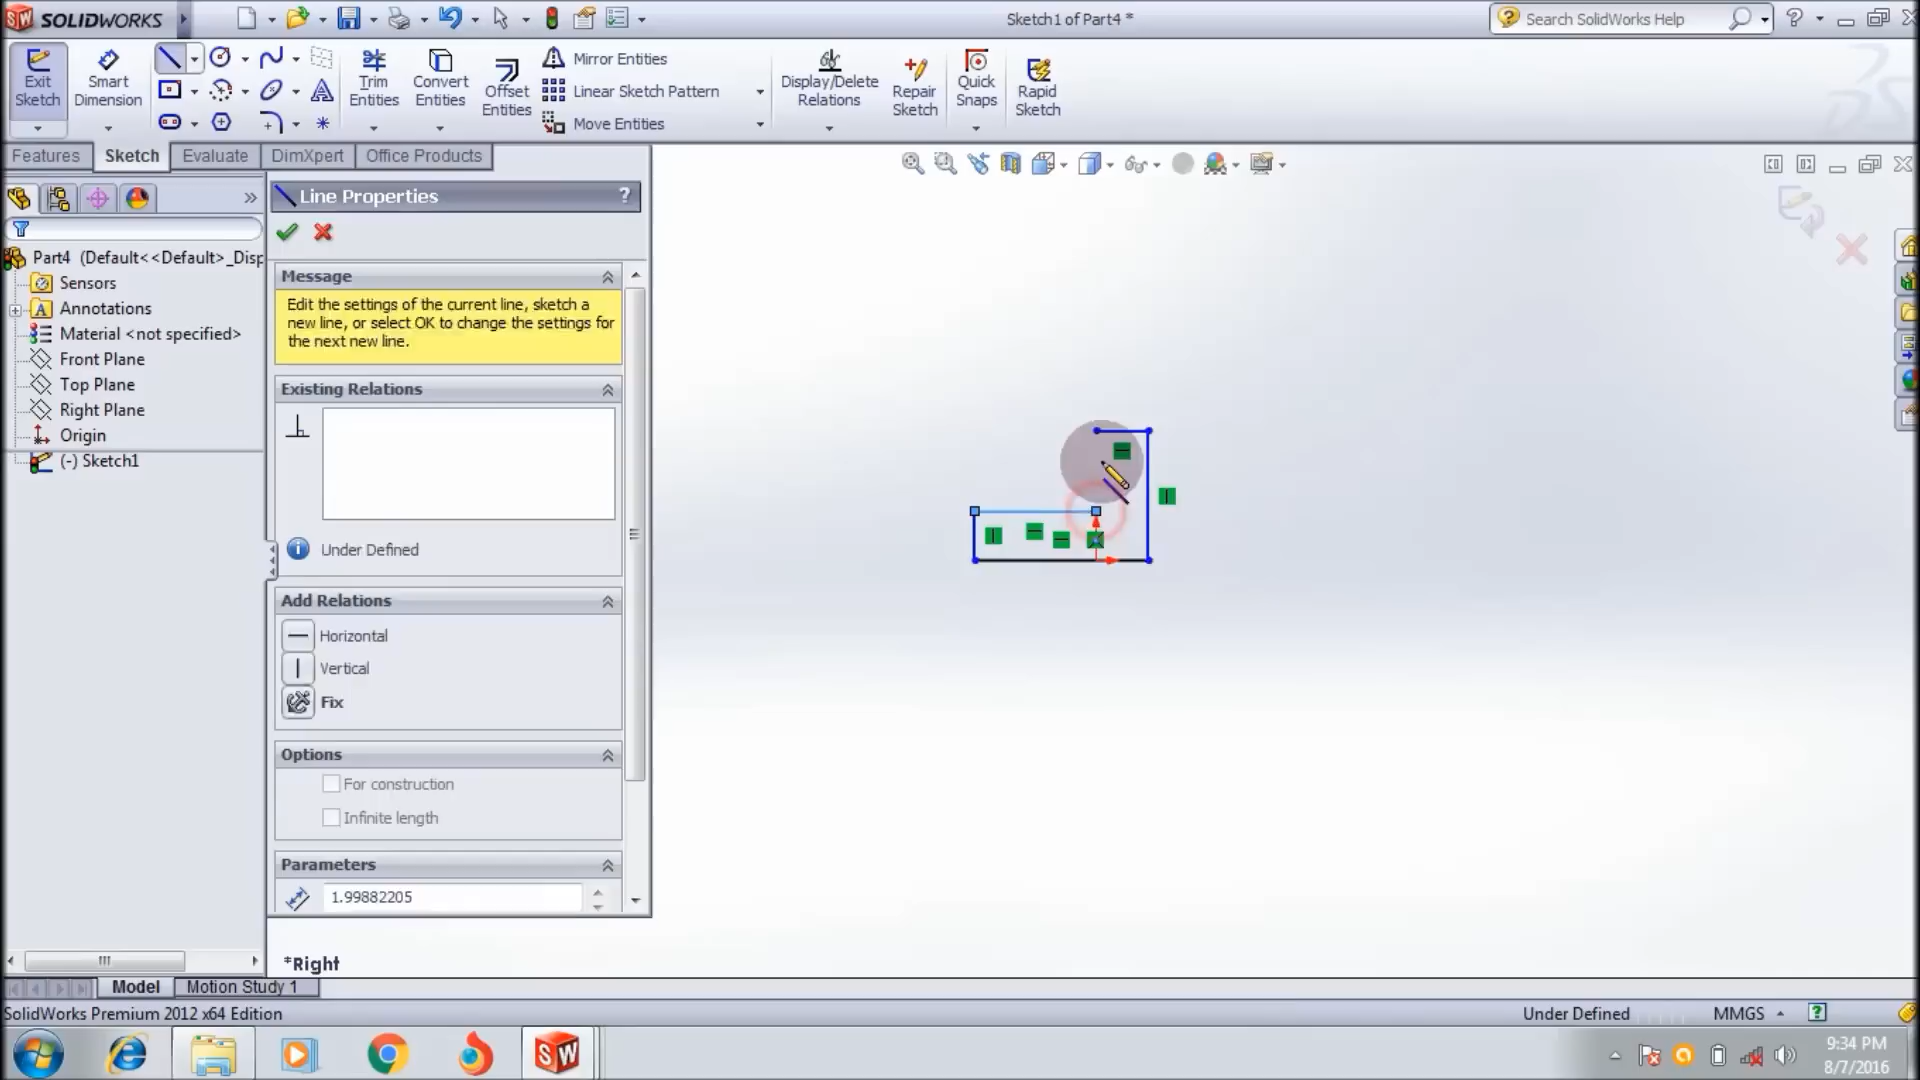 SOLIDWORKS
Sketch1 of Part4 *
Search SolidWorks Help
Exit Sketch
Smart Dimension
Trim Entities
Convert Entities
Offset Entities
Mirror Entities
Linear Sketch Pattern
Move Entities
Display/Delete Relations
Repair Sketch
Quick Snaps
Rapid Sketch
Features
Sketch
Evaluate
DimXpert
Office Products
Line Properties
?
Part4 (Default<<Default>_Disp
Sensors
Annotations
Material <not specified>
Front Plane
Top Plane
Right Plane
Origin
(-) Sketch1
Message
Edit the settings of the current line, sketch a
new line, or select OK to change the settings for
the next new line.
Existing Relations
Under Defined
Add Relations
Horizontal
Vertical
Fix
Options
For construction
Infinite length
Parameters
1.99882205
*Right
Model
Motion Study 1
SolidWorks Premium 2012 x64 Edition
Under Defined
MMGS
9:34 PM
8/7/2016